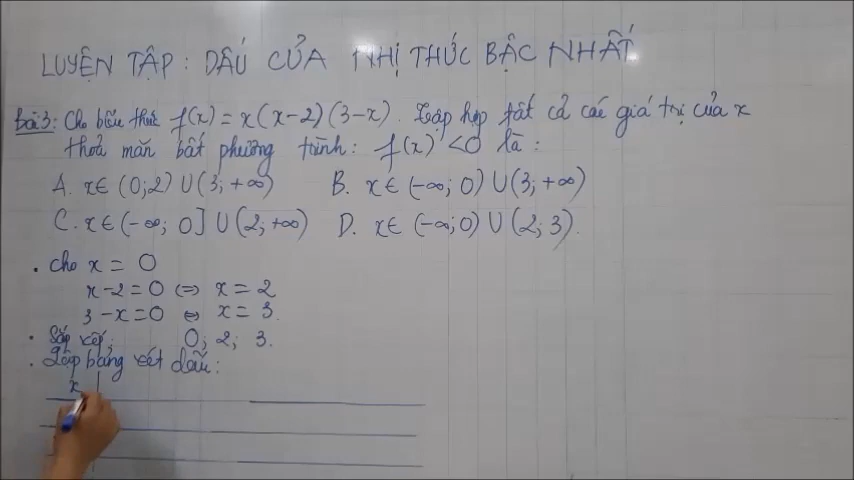 LUYỆN TẬP: DẤU CỦA NHỊ THỨC BẬC NHẤT
Bài 3: Cho biểu thức f(x) = x(x-2)(3-x). Tập hợp tất cả các giá trị của x
thoả mãn bất phương trình: f(x) < 0 là:
A. x∈ (0;2) ∪ (3; +∞) B. x∈ (-∞; 0) ∪ (3; +∞)
C. x∈ (-∞; 0] ∪ (2; +∞) D. x∈ (-∞; 0) ∪ (2; 3).
. Cho x = 0
x-2=0 ⇔ x = 2
3-x=0 ⇔ x = 3.
. Sắp xếp: 0; 2; 3.
. Lập bảng xét dấu:
x